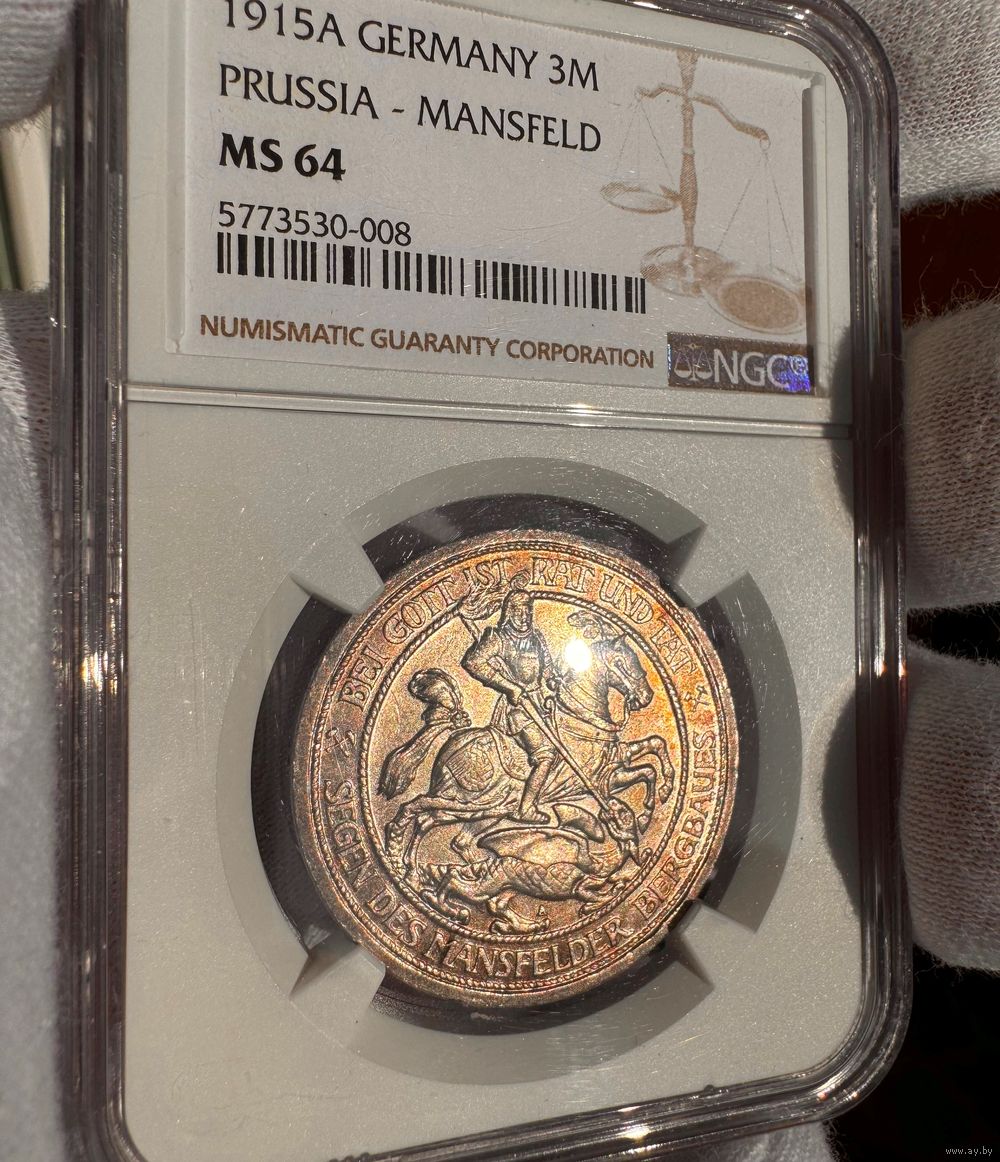 1915A GERMANY 3M
PRUSSIA - MANSFELD
MS 64
5773530-008
NUMISMATIC GUARANTY CORPORATION
NGC®
BEI GOTT IST RAT UND TAT
SEGEN DES MANSFELDER BERGBAUES
A
www.ay.by